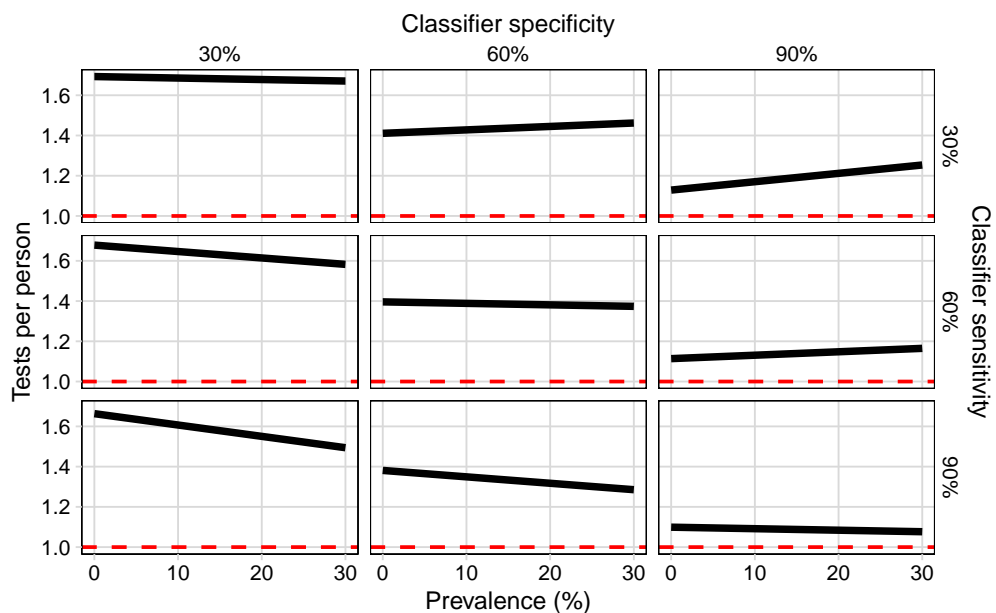 Classifier specificity
30% 60% 90%
Tests per person
1.6
1.4
1.2
1.0
30%
1.6
1.4
1.2
1.0
60%
1.6
1.4
1.2
1.0
90%
Classifier sensitivity
0 10 20 30 0 10 20 30 0 10 20 30
Prevalence (%)